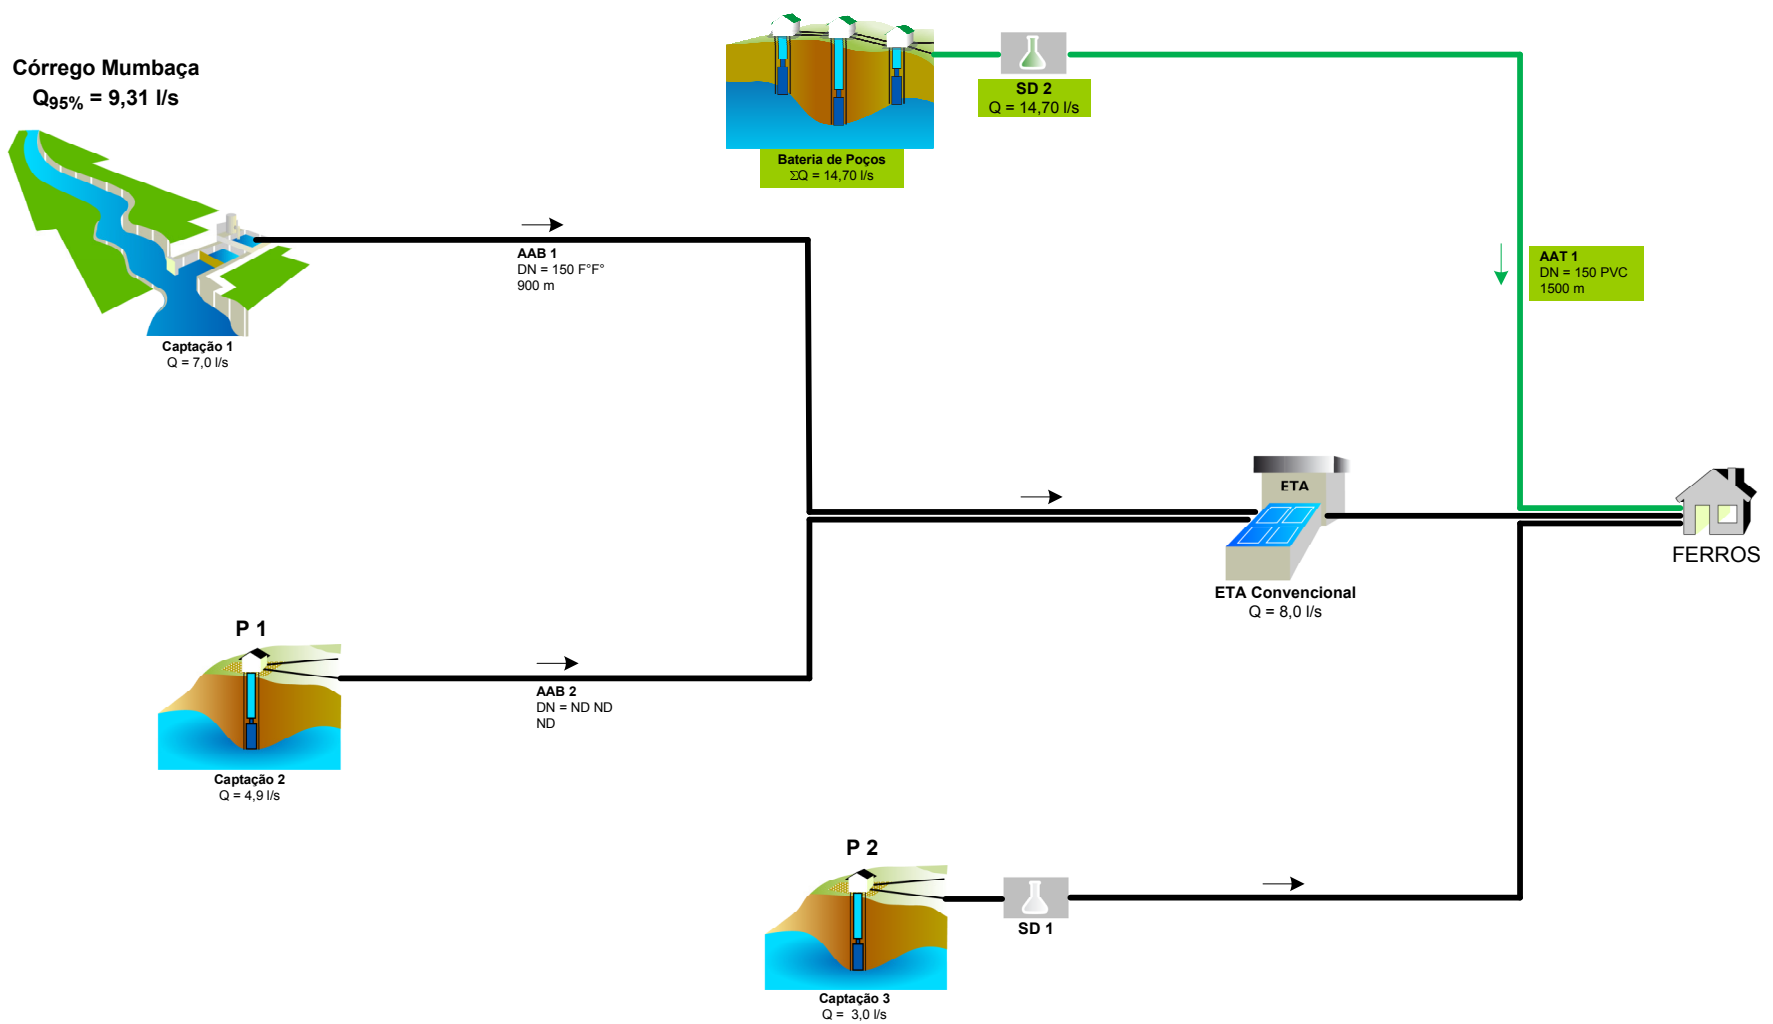 Córrego Mumbaça
Q95% = 9,31 l/s
Captação 1
Q = 7,0 l/s
AAB 1
DN = 150 F°F°
900 m
Bateria de Poços
ΣQ = 14,70 l/s
SD 2
Q = 14,70 l/s
AAT 1
DN = 150 PVC
1500 m
ETA
ETA Convencional
Q = 8,0 l/s
FERROS
P 1
Captação 2
Q = 4,9 l/s
AAB 2
DN = ND ND
ND
P 2
Captação 3
Q = 3,0 l/s
SD 1